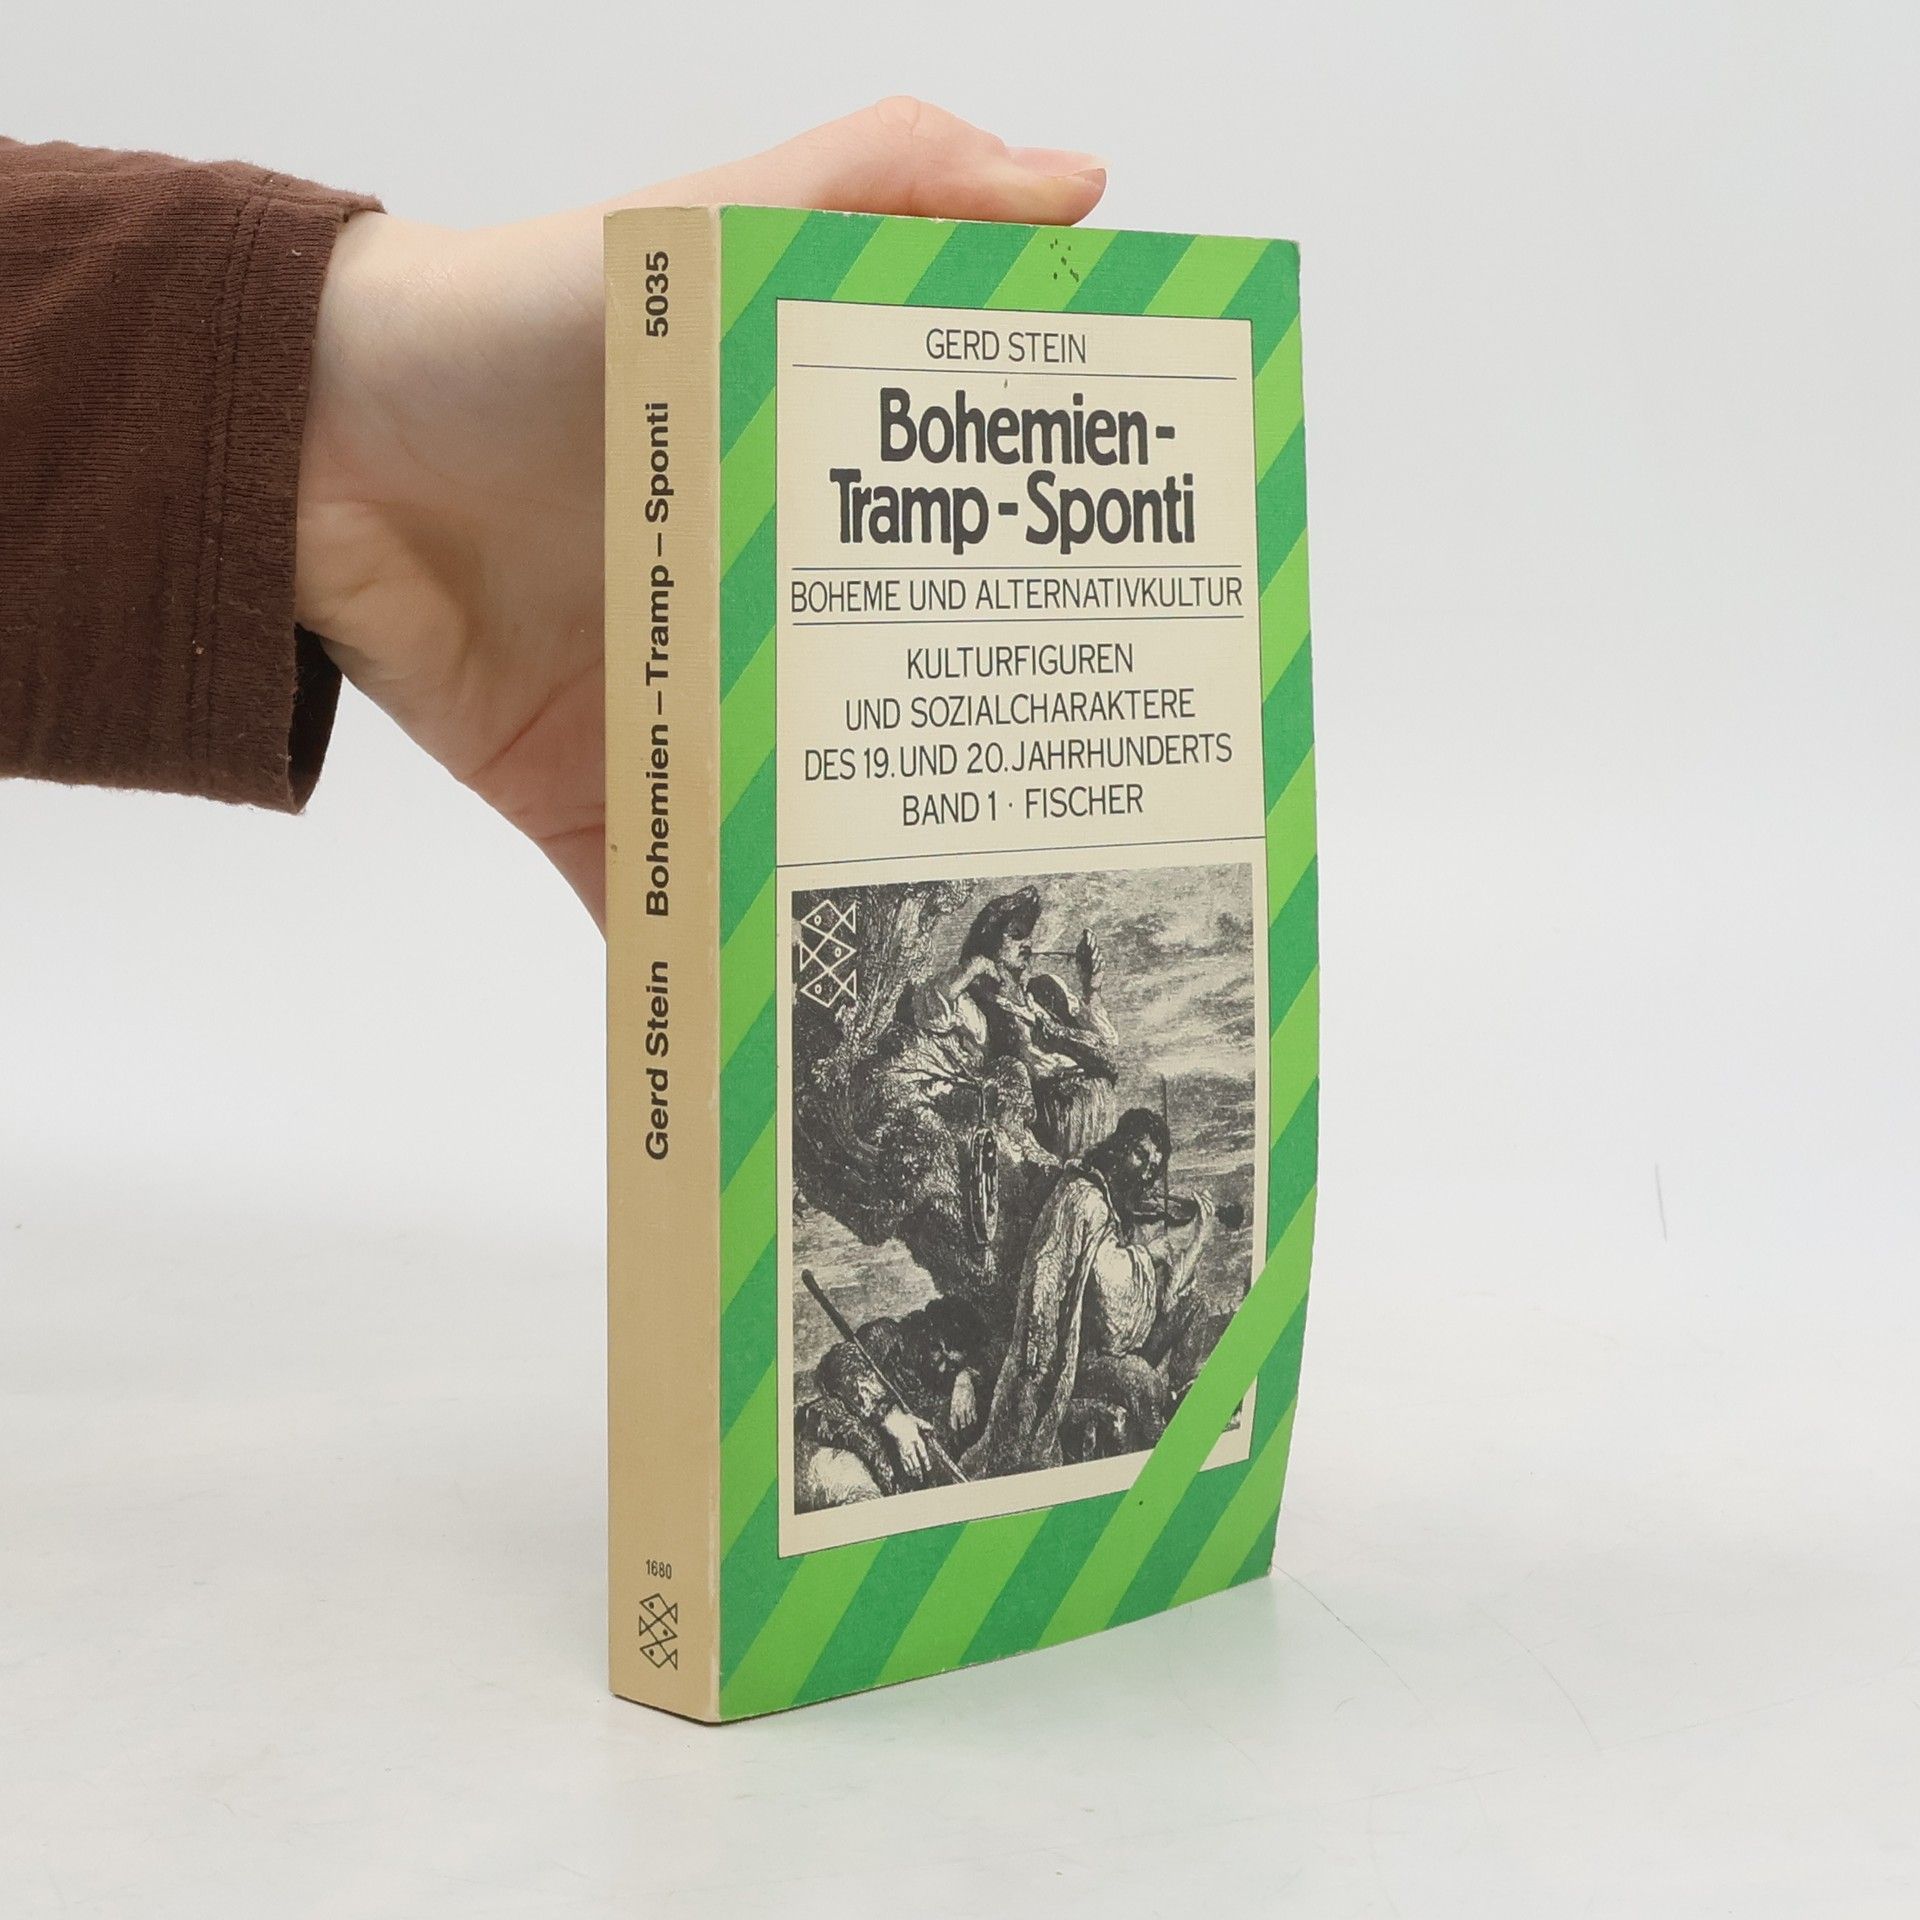 GERD STEIN
Bohemien-
Tramp-Sponti
BOHEME UND ALTERNATIVKULTUR
KULTURFIGUREN
UND SOZIALCHARAKTERE
DES 19. UND 20. JAHRHUNDERTS
BAND 1 · FISCHER
Gerd Stein Bohemien – Tramp – Sponti 5035
1680